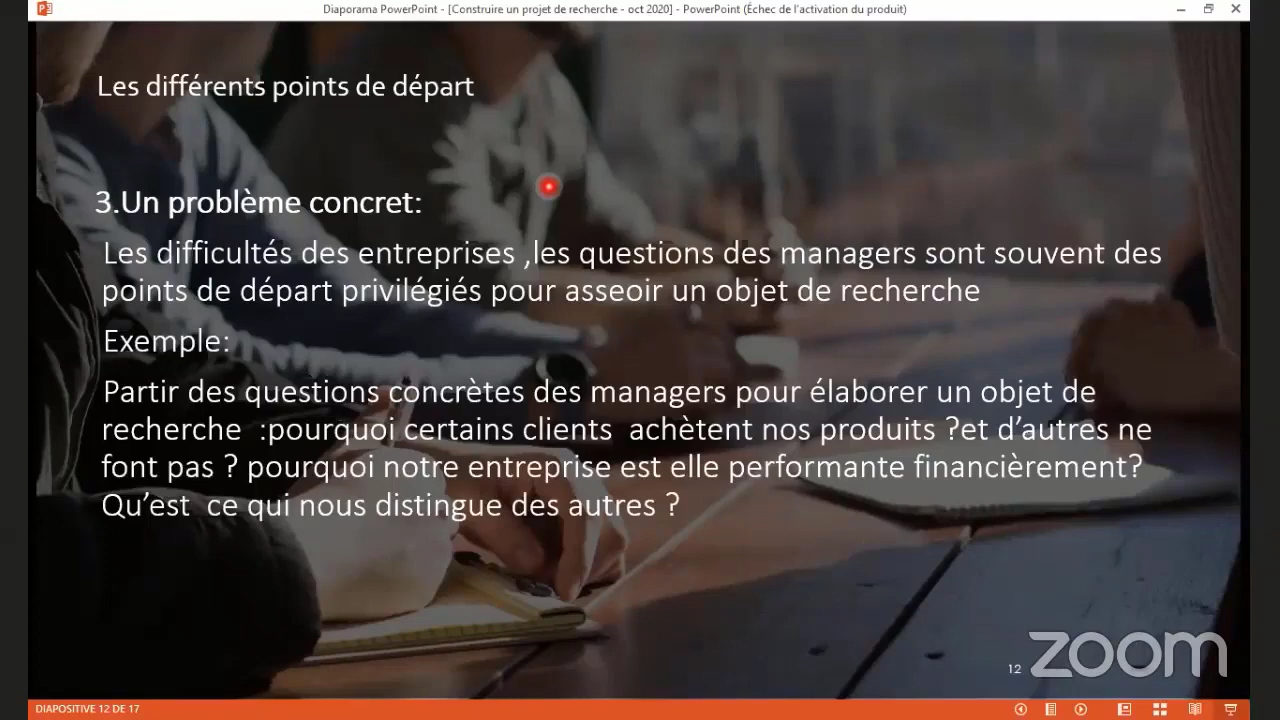 Diaporama PowerPoint - [Construire un projet de recherche - oct 2020] - PowerPoint (Échec de l'activation du produit)
Les différents points de départ
3.Un problème concret:
Les difficultés des entreprises ,les questions des managers sont souvent des
points de départ privilégiés pour asseoir un objet de recherche
Exemple:
Partir des questions concrètes des managers pour élaborer un objet de
recherche :pourquoi certains clients achètent nos produits ?et d’autres ne
font pas ? pourquoi notre entreprise est elle performante financièrement?
Qu’est ce qui nous distingue des autres ?
12
zoom
DIAPOSITIVE 12 DE 17